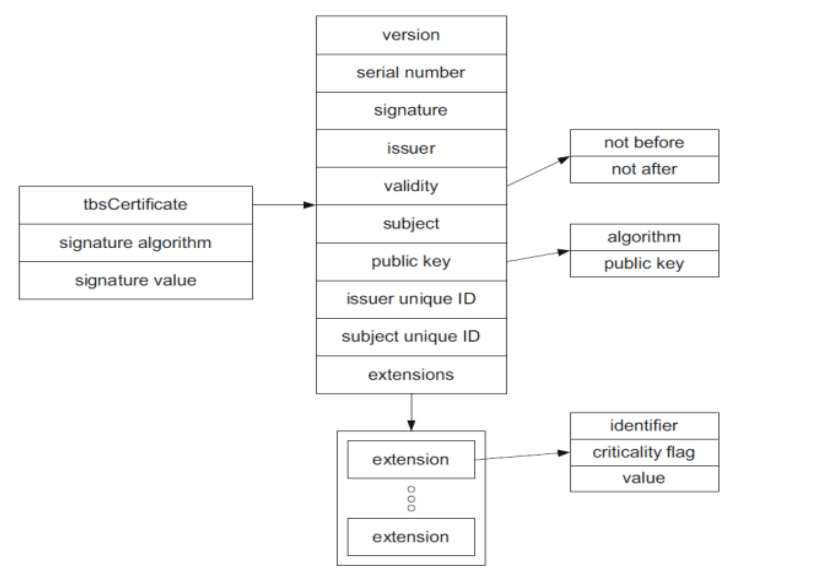 version
serial number
signature
issuer
validity
subject
public key
issuer unique ID
subject unique ID
extensions
tbsCertificate
signature algorithm
signature value
not before
not after
algorithm
public key
extension
extension
identifier
criticality flag
value